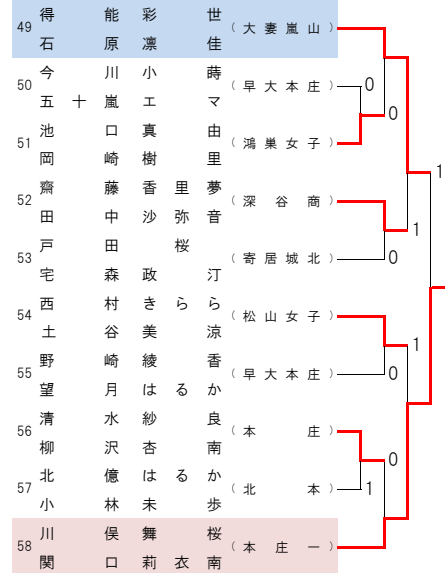 得能彩世
49 (大妻嵐山)
石原凛佳
今川小蒔
50 (早大本庄) 0
五十嵐エマ
0
池口真由
51 (鴻巣女子)
岡崎樹里
1
齋藤香里夢
52 (深谷商)
田中沙弥音
1
戸田桜
53 (寄居城北) 0
宅森政汀
西村きらら
54 (松山女子)
土谷美涼
1
野崎綾香
55 (早大本庄) 0
望月はるか
清水紗良
56 (本庄)
柳沢杏南
0
北億はるか
57 (北本) 1
小林未歩
川俣舞桜
58 (本庄一)
関口莉衣南